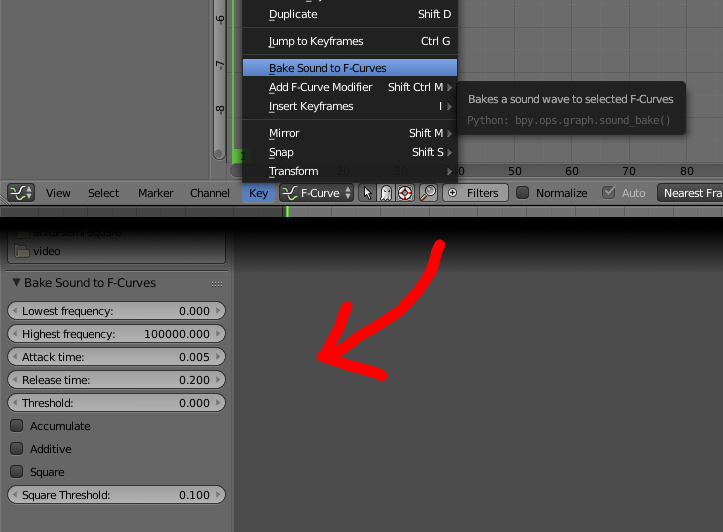 -6
Duplicate Shift D
Jump to Keyframes Ctrl G
-7
Bake Sound to F-Curves
Add F-Curve Modifier Shift Ctrl M
Bakes a sound wave to selected F-Curves
Insert Keyframes I
-8
Python: bpy.ops.graph.sound_bake()
Mirror Shift M
Snap Shift S
1
Transform
50 60 70 80
View Select Marker Channel Key F-Curve Filters Normalize Auto Nearest Fra
video
Bake Sound to F-Curves
Lowest frequency: 0.000
Highest frequency: 100000.000
Attack time: 0.005
Release time: 0.200
Threshold: 0.000
Accumulate
Additive
Square
Square Threshold: 0.100